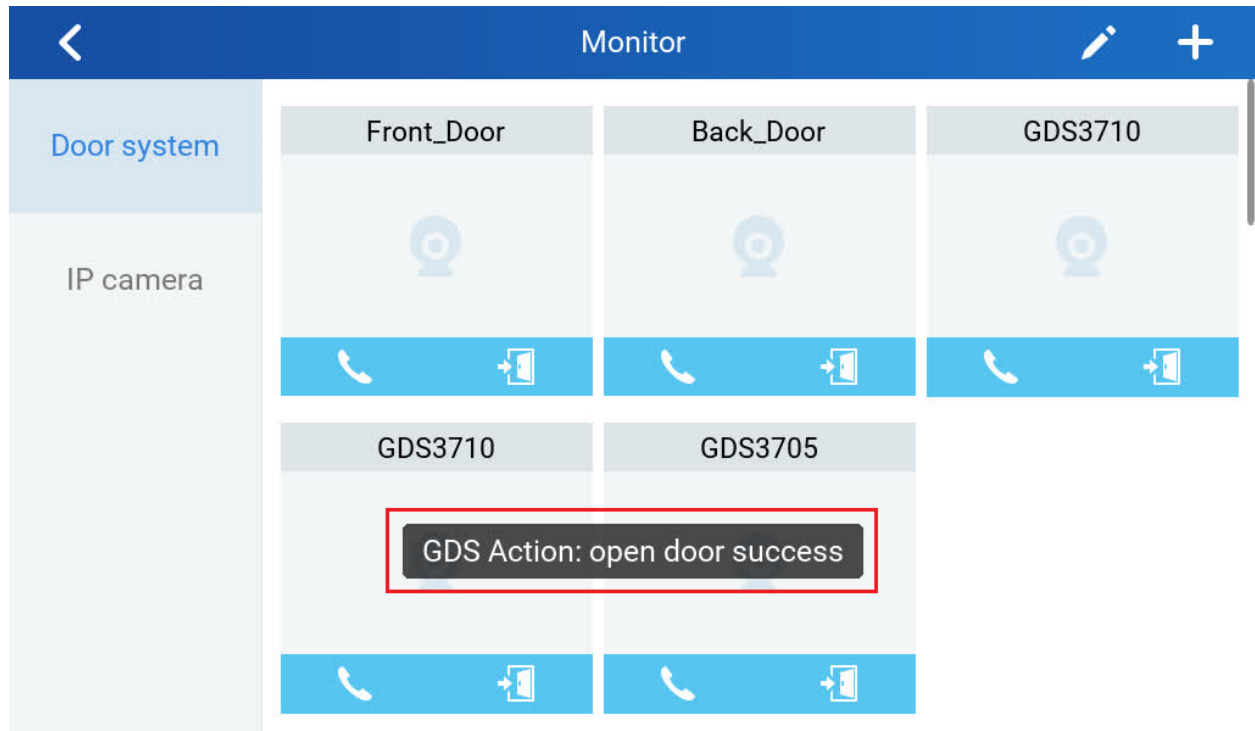 Monitor
Door system
IP camera
Front_Door
Back_Door
GDS3710
GDS3710
GDS3705
GDS Action: open door success